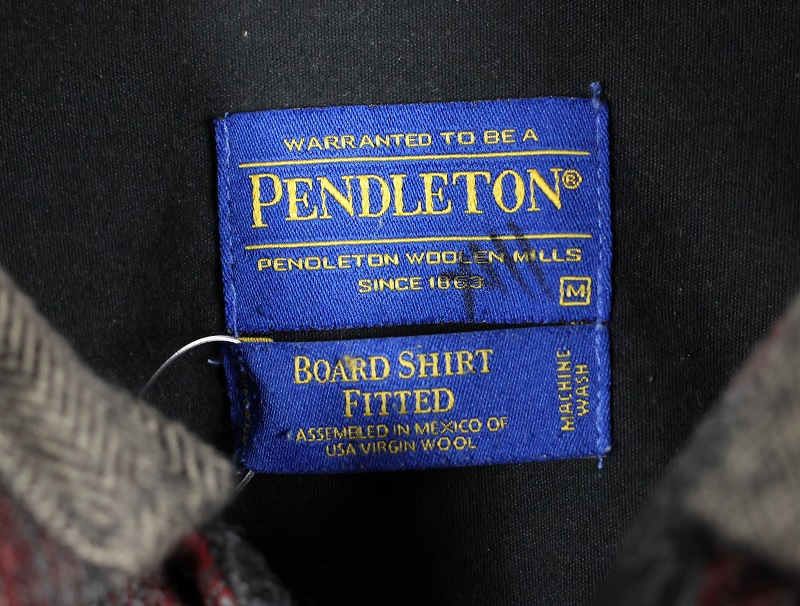 WARRANTED TO BE A
PENDLETON®
PENDLETON WOOLEN MILLS
SINCE 1863
M
BOARD SHIRT
FITTED
ASSEMBLED IN MEXICO OF
USA VIRGIN WOOL
MACHINE
WASH